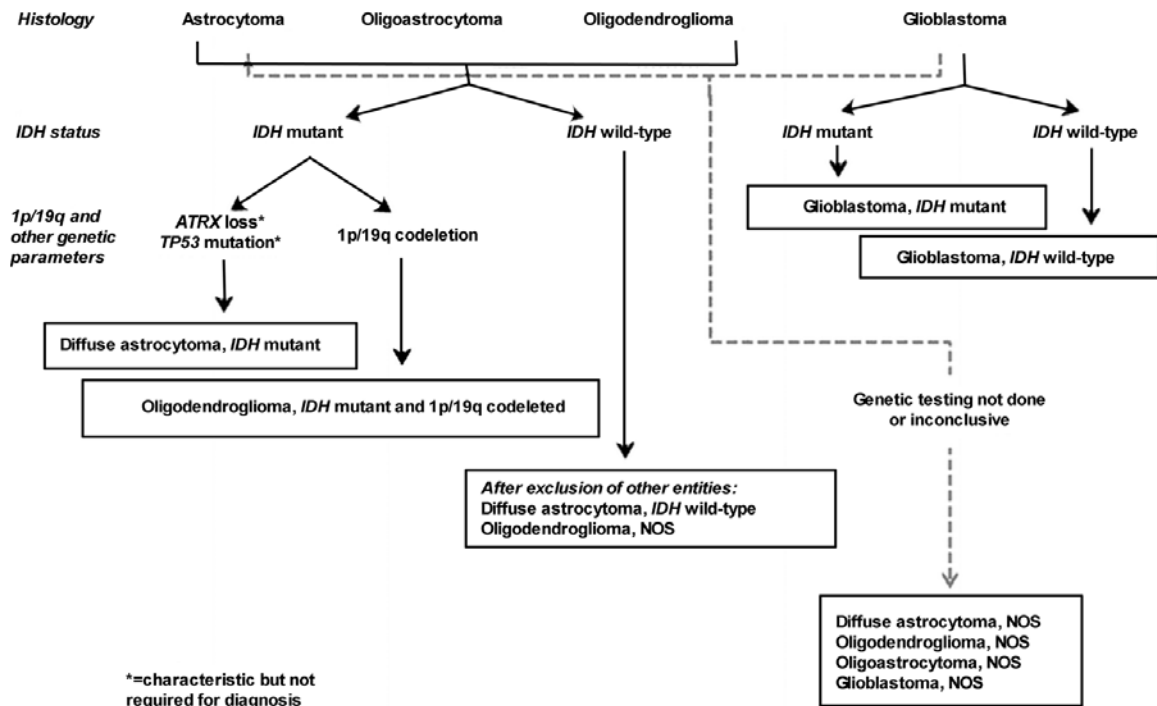 Histology
Astrocytoma
Oligoastrocytoma
Oligodendroglioma
Glioblastoma
IDH status
IDH mutant
IDH wild-type
IDH mutant
IDH wild-type
1p/19q and
other genetic
parameters
ATRX loss*
TP53 mutation*
1p/19q codeletion
Glioblastoma, IDH mutant
Glioblastoma, IDH wild-type
Diffuse astrocytoma, IDH mutant
Oligodendroglioma, IDH mutant and 1p/19q codeleted
Genetic testing not done
or inconclusive
After exclusion of other entities:
Diffuse astrocytoma, IDH wild-type
Oligodendroglioma, NOS
Diffuse astrocytoma, NOS
Oligodendroglioma, NOS
Oligoastrocytoma, NOS
Glioblastoma, NOS
*=characteristic but not
required for diagnosis